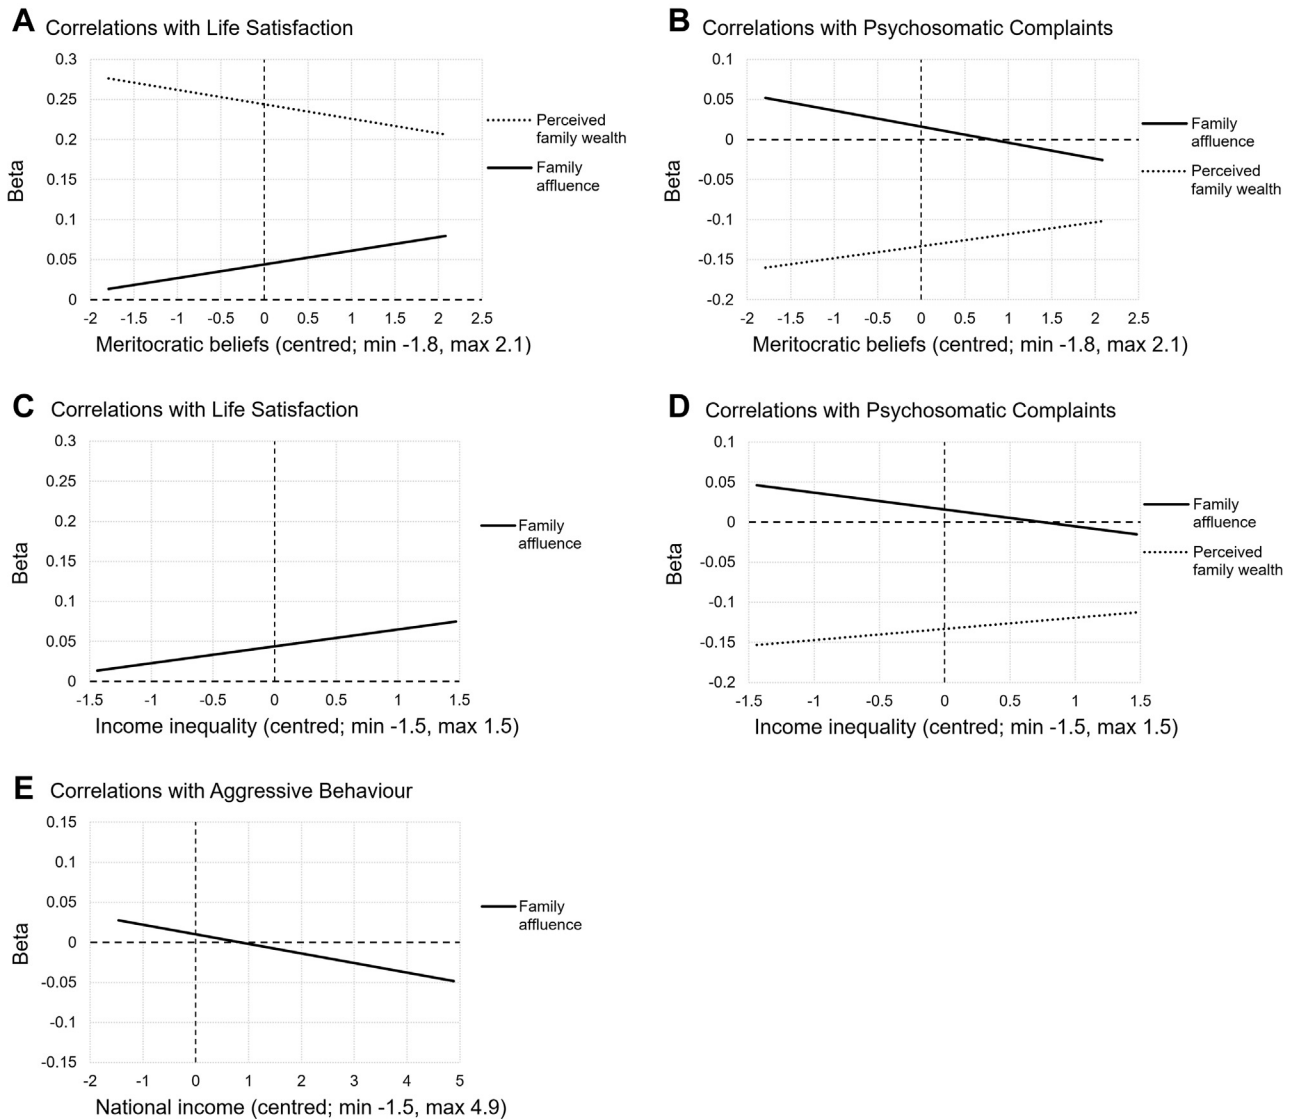 A Correlations with Life Satisfaction
0.3
0.25
0.2
0.15
0.1
0.05
0
Beta
-2 -1.5 -1 -0.5 0 0.5 1 1.5 2 2.5
Meritocratic beliefs (centred; min -1.8, max 2.1)
Perceived
family wealth
Family
affluence
B Correlations with Psychosomatic Complaints
0.1
0.05
0
-0.05
-0.1
-0.15
-0.2
Beta
-2 -1.5 -1 -0.5 0 0.5 1 1.5 2 2.5
Meritocratic beliefs (centred; min -1.8, max 2.1)
Family
affluence
Perceived
family wealth
C Correlations with Life Satisfaction
0.3
0.25
0.2
0.15
0.1
0.05
0
Beta
-1.5 -1 -0.5 0 0.5 1 1.5
Income inequality (centred; min -1.5, max 1.5)
Family
affluence
D Correlations with Psychosomatic Complaints
0.1
0.05
0
-0.05
-0.1
-0.15
-0.2
Beta
-1.5 -1 -0.5 0 0.5 1 1.5
Income inequality (centred; min -1.5, max 1.5)
Family
affluence
Perceived
family wealth
E Correlations with Aggressive Behaviour
0.15
0.1
0.05
0
-0.05
-0.1
-0.15
Beta
-2 -1 0 1 2 3 4 5
National income (centred; min -1.5, max 4.9)
Family
affluence